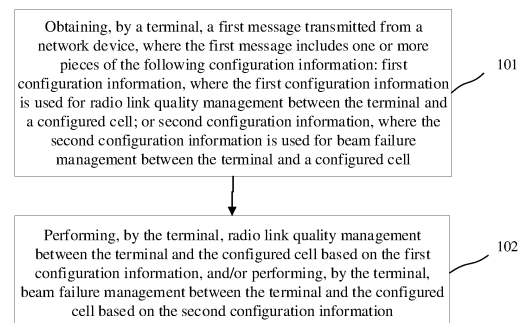 Obtaining, by a terminal, a first message transmitted from a
network device, where the first message includes one or more
pieces of the following configuration information: first
configuration information, where the first configuration information
is used for radio link quality management between the terminal and
a configured cell; or second configuration information, where the
second configuration information is used for beam failure
management between the terminal and a configured cell
101
Performing, by the terminal, radio link quality management
between the terminal and the configured cell based on the first
configuration information, and/or performing, by the terminal,
beam failure management between the terminal and the configured
cell based on the second configuration information
102